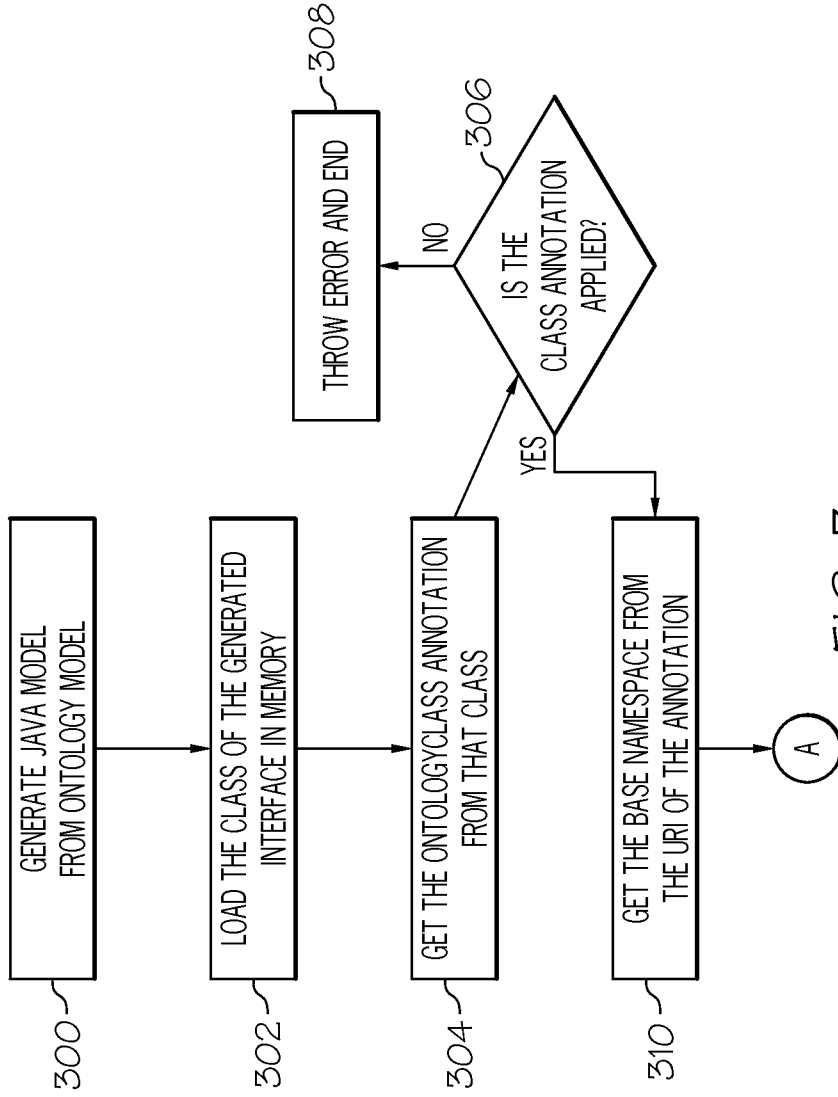 300
GENERATE JAVA MODEL
FROM ONTOLOGY MODEL
302
LOAD THE CLASS OF THE GENERATED
INTERFACE IN MEMORY
304
GET THE ONTOLOGYCLASS ANNOTATION
FROM THAT CLASS
306
IS THE
CLASS ANNOTATION
APPLIED?
NO
308
THROW ERROR AND END
YES
310
GET THE BASE NAMESPACE FROM
THE URI OF THE ANNOTATION
A